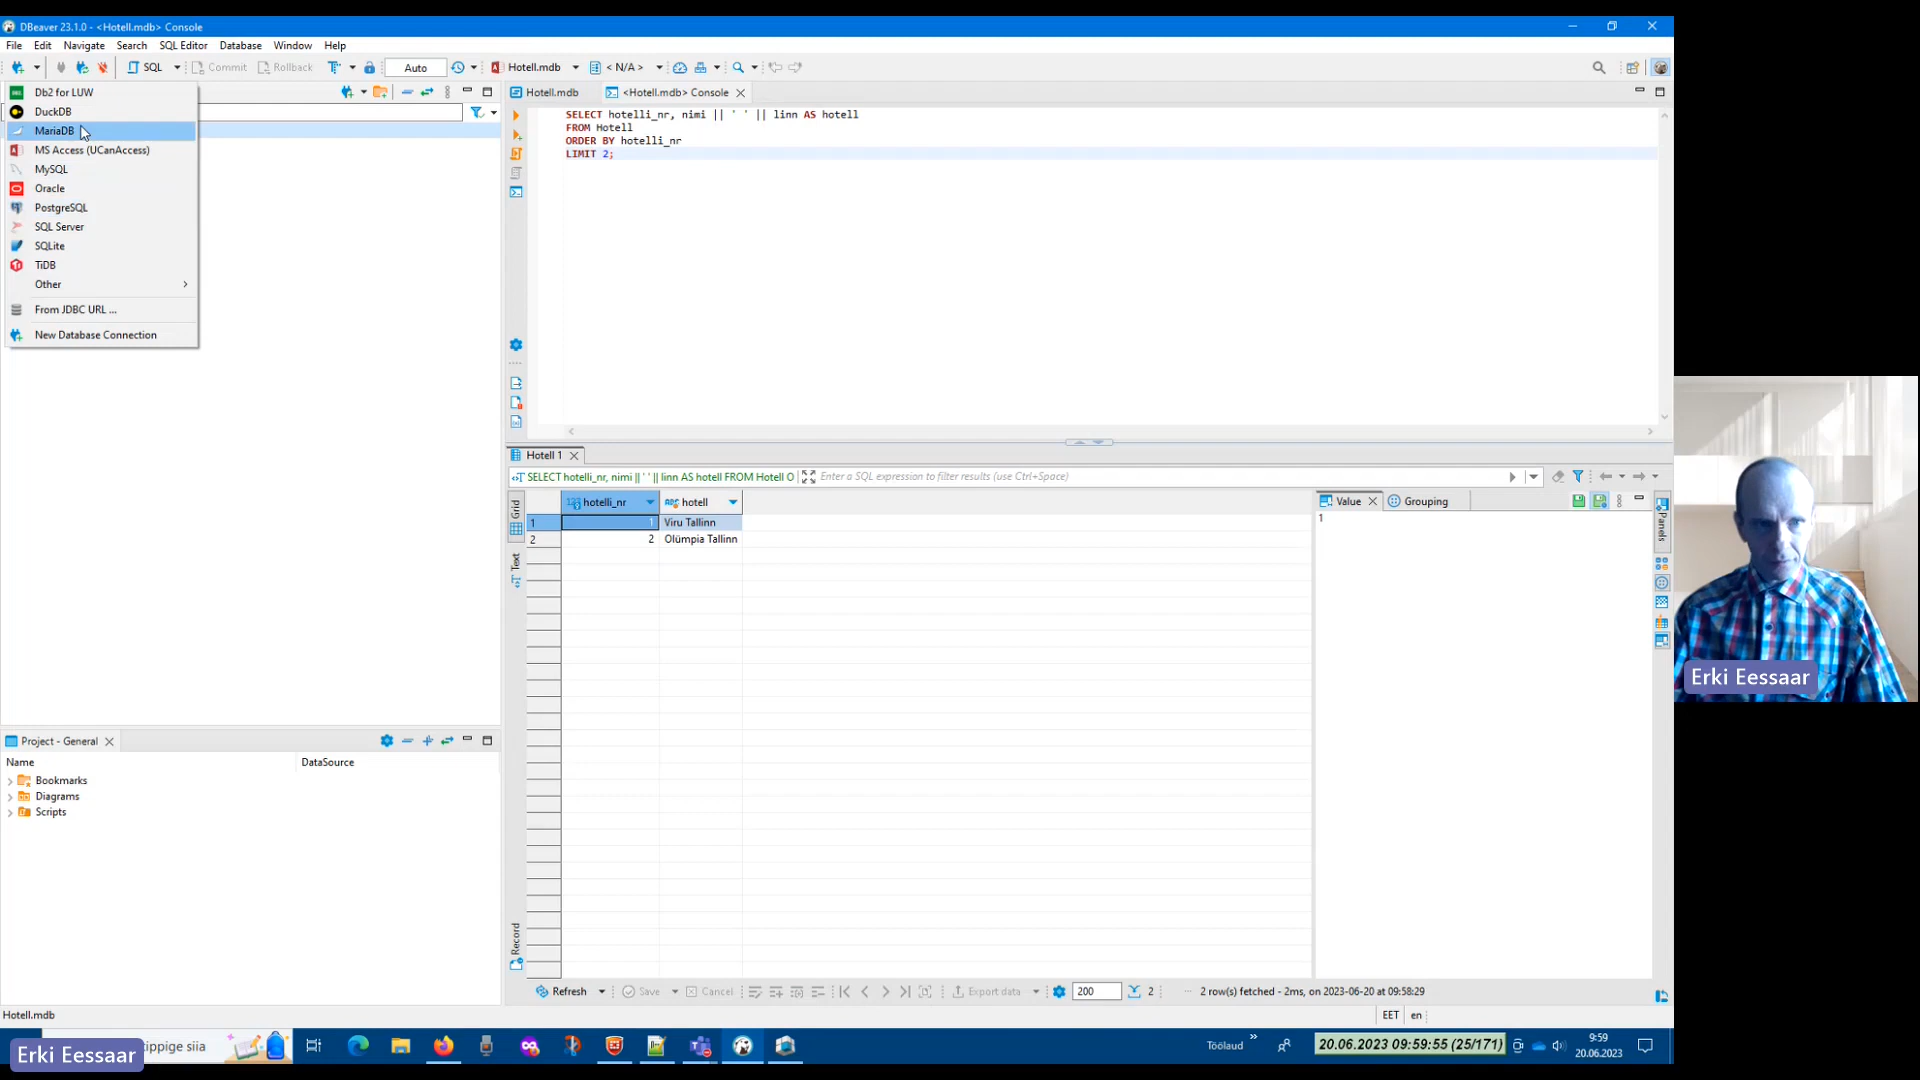 DBeaver 23.1.0 - <Hotell.mdb> Console
File Edit Navigate Search SQL Editor Database Window Help
SQL Commit Rollback Auto Hotell.mdb < N/A >
Db2 for LUW
DuckDB
MariaDB
MS Access (UCanAccess)
MySQL
Oracle
PostgreSQL
SQL Server
SQLite
TiDB
Other
From JDBC URL ...
New Database Connection
Hotell.mdb <Hotell.mdb> Console
SELECT hotelli_nr, nimi || ' ' || linn AS hotell
FROM Hotell
ORDER BY hotelli_nr
LIMIT 2;
Hotell 1
SELECT hotelli_nr, nimi || ' ' || linn AS hotell FROM Hotell O Enter a SQL expression to filter results (use Ctrl+Space)
Grid
Text
Record
123 hotelli_nr ABC hotell
1 1 Viru Tallinn
2 2 Olümpia Tallinn
Value Grouping
1
Panels
Project - General
Name DataSource
Bookmarks
Diagrams
Scripts
Refresh Save Cancel Export data 200 2 2 row(s) fetched - 2ms, on 2023-06-20 at 09:58:29
Hotell.mdb EET en
Erki Eessaar
Erki Eessaar
tippige siia
Töölaud
20.06.2023 09:59:55 (25/171)
9:59
20.06.2023